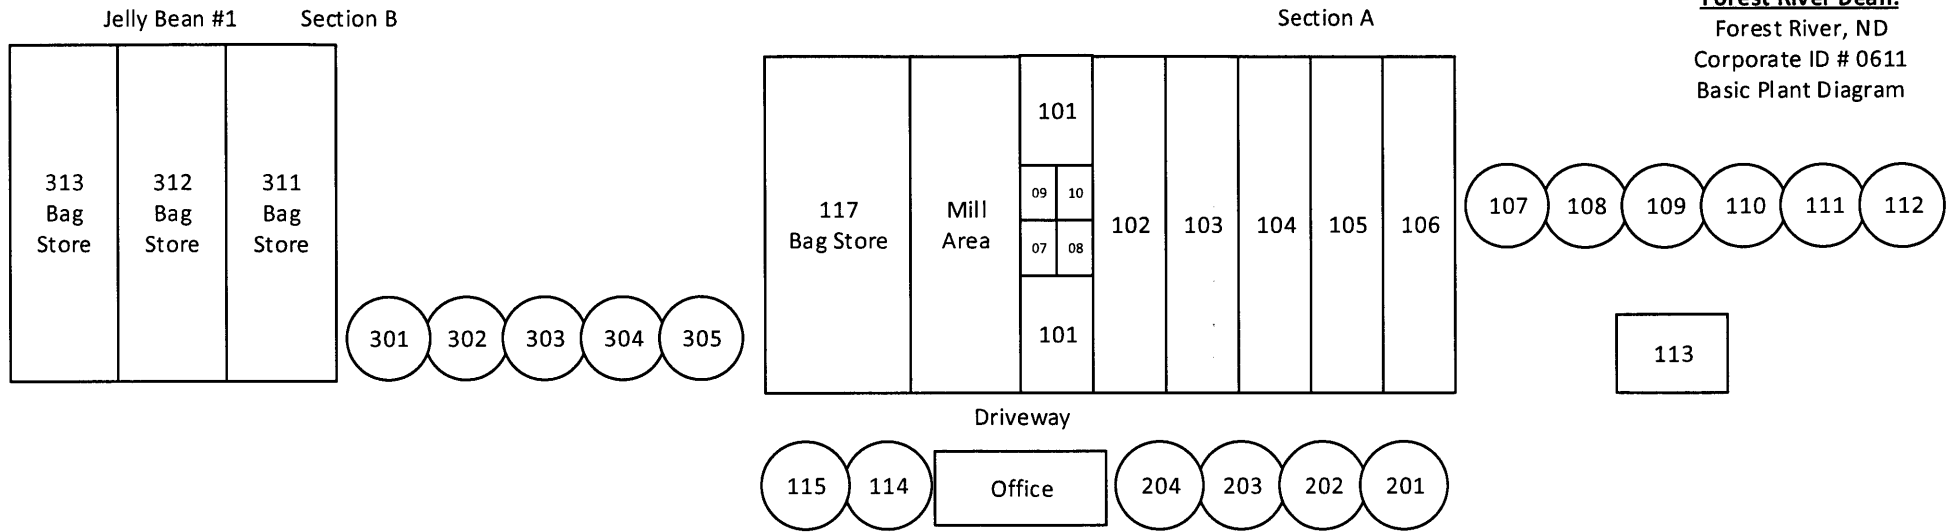 Jelly Bean #1
Section B
Section A
Forest River Bean:
Forest River, ND
Corporate ID # 0611
Basic Plant Diagram
313
Bag
Store
312
Bag
Store
311
Bag
Store
301
302
303
304
305
117
Bag Store
Mill
Area
101
09
10
07
08
101
102
103
104
105
106
107
108
109
110
111
112
113
Driveway
115
114
Office
204
203
202
201